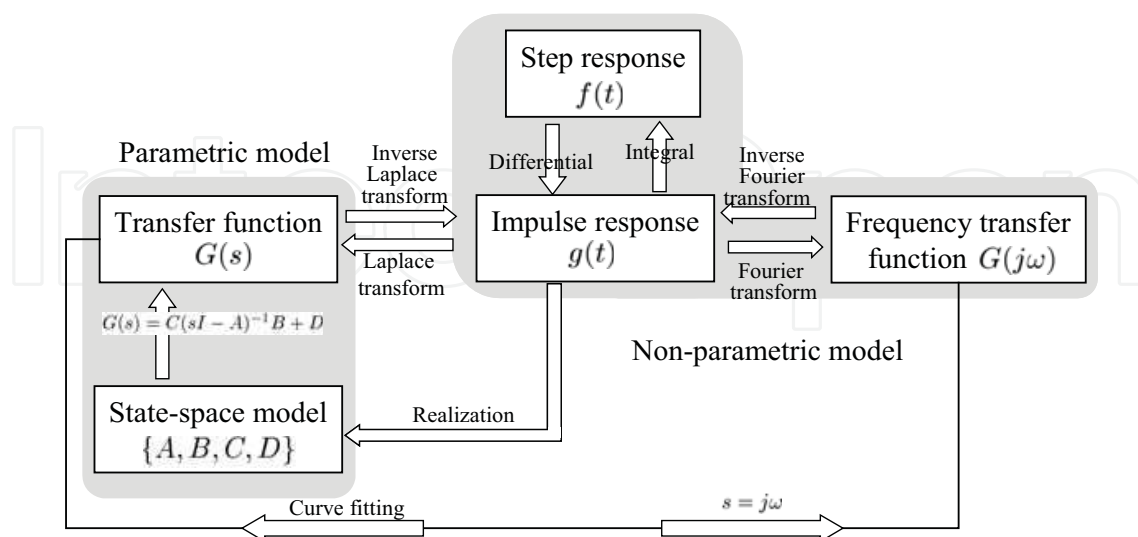 Step response
f(t)
Parametric model
Inverse
Laplace
transform
Differential
Integral
Inverse
Fourier
transform
Transfer function
G(s)
Impulse response
g(t)
Frequency transfer
function G(jω)
Laplace
transform
Fourier
transform
G(s) = C(sI − A)⁻¹B + D
Non-parametric model
State-space model
{A, B, C, D}
Realization
Curve fitting
s = jω